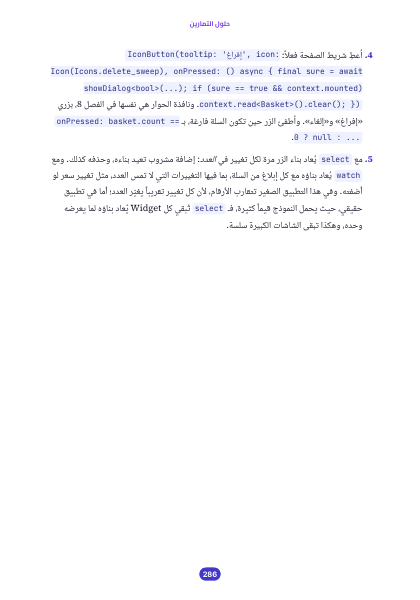 حلول التمارين
4. أعطِ شريط الصفحة فعلاً: IconButton(tooltip: 'إفراغ', icon:
Icon(Icons.delete_sweep), onPressed: () async { final sure = await
showDialog<bool>(...); if (sure == true && context.mounted)
context.read<Basket>().clear(); }). ونافذة الحوار هي نفسها في الفصل 8، بزري
«إفراغ» و«إلغاء». وأطفئ الزر حين تكون السلة فارغة، بـ onPressed: basket.count ==
0 ? null : ....
5. مع select يُعاد بناء الزر مرة لكل تغيير في العدد: إضافة مشروب تعيد بناءه، وحذفه كذلك. ومع
watch يُعاد بناؤه مع كل إبلاغ من السلة، بما فيها التغييرات التي لا تمس العدد، مثل تغيير سعر لو
أضفته. وفي هذا التطبيق الصغير تتقارب الأرقام، لأن كل تغيير تقريباً يغيّر العدد؛ أما في تطبيق
حقيقي، حيث يحمل النموذج قيماً كثيرة، فـ select تُبقي كل Widget يُعاد بناؤه لما يعرضه
وحده، وهكذا تبقى الشاشات الكبيرة سلسة.
286